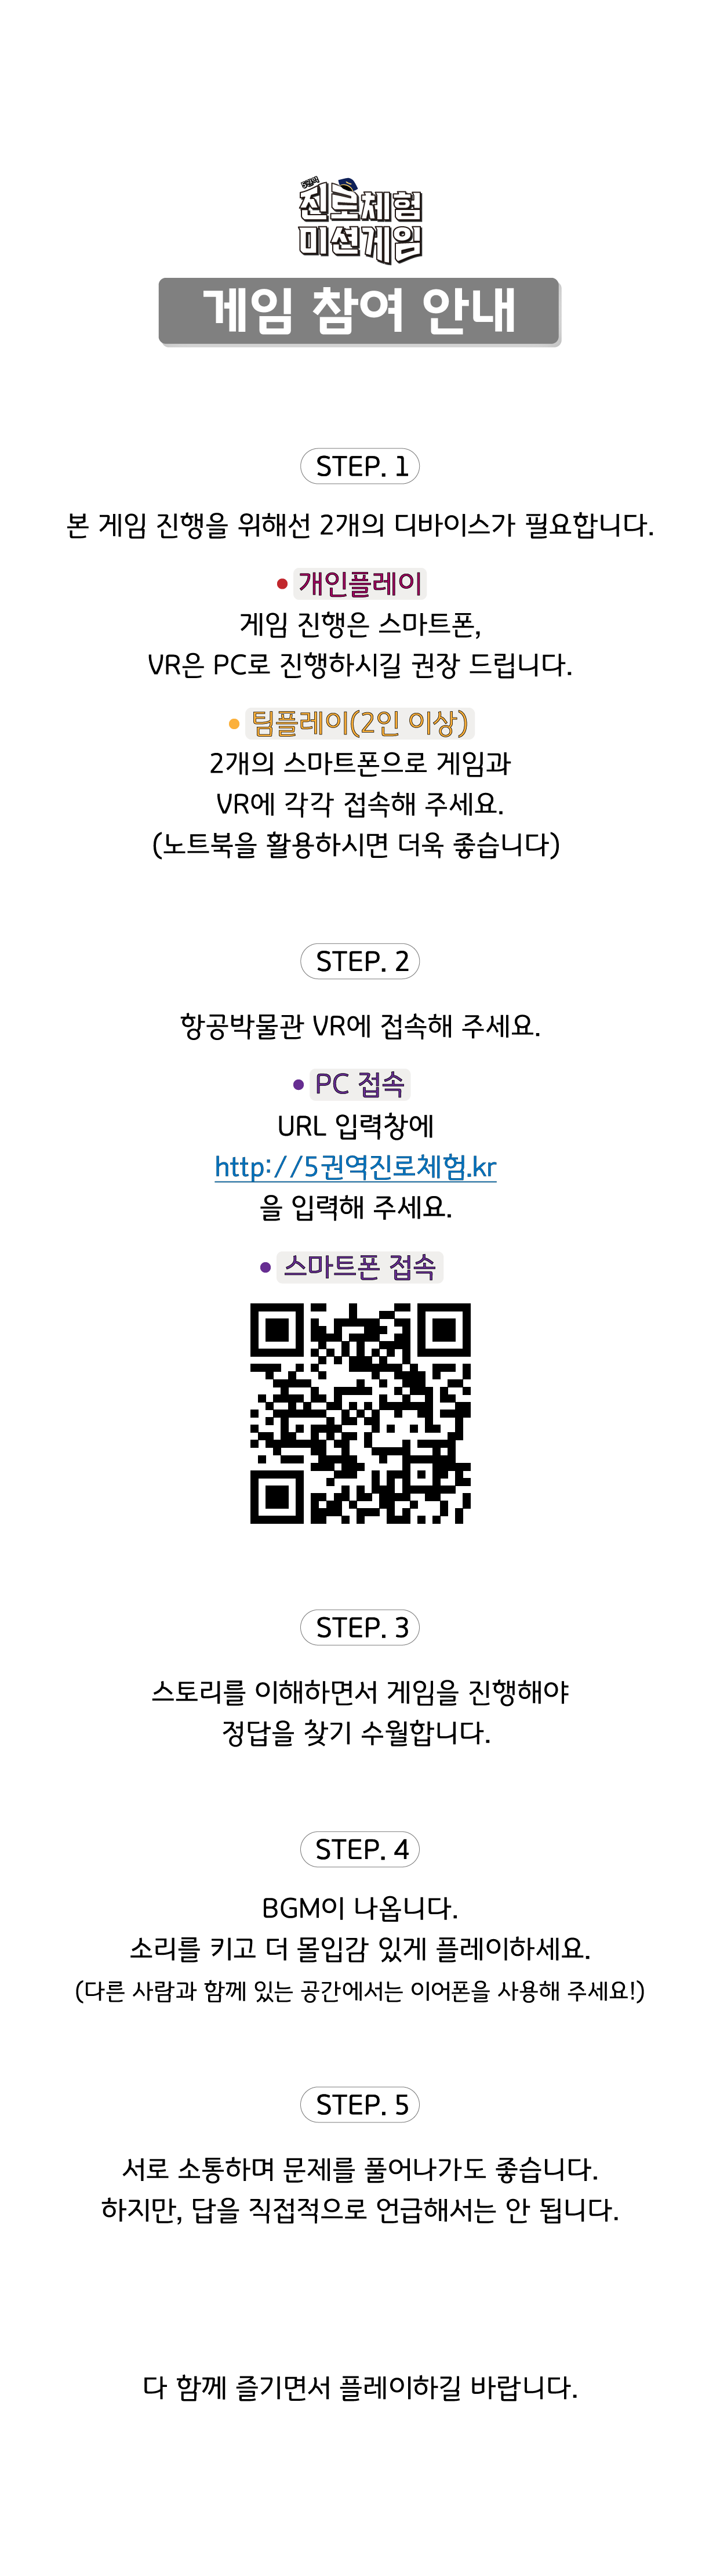 진로체험
미션게임
게임 참여 안내
STEP. 1
본 게임 진행을 위해선 2개의 디바이스가 필요합니다.
• 개인플레이
게임 진행은 스마트폰,
VR은 PC로 진행하시길 권장 드립니다.
• 팀플레이(2인 이상)
2개의 스마트폰으로 게임과
VR에 각각 접속해 주세요.
(노트북을 활용하시면 더욱 좋습니다)
STEP. 2
항공박물관 VR에 접속해 주세요.
• PC 접속
URL 입력창에
http://5권역진로체험.kr
을 입력해 주세요.
• 스마트폰 접속
STEP. 3
스토리를 이해하면서 게임을 진행해야
정답을 찾기 수월합니다.
STEP. 4
BGM이 나옵니다.
소리를 키고 더 몰입감 있게 플레이하세요.
(다른 사람과 함께 있는 공간에서는 이어폰을 사용해 주세요!)
STEP. 5
서로 소통하며 문제를 풀어나가도 좋습니다.
하지만, 답을 직접적으로 언급해서는 안 됩니다.
다 함께 즐기면서 플레이하길 바랍니다.